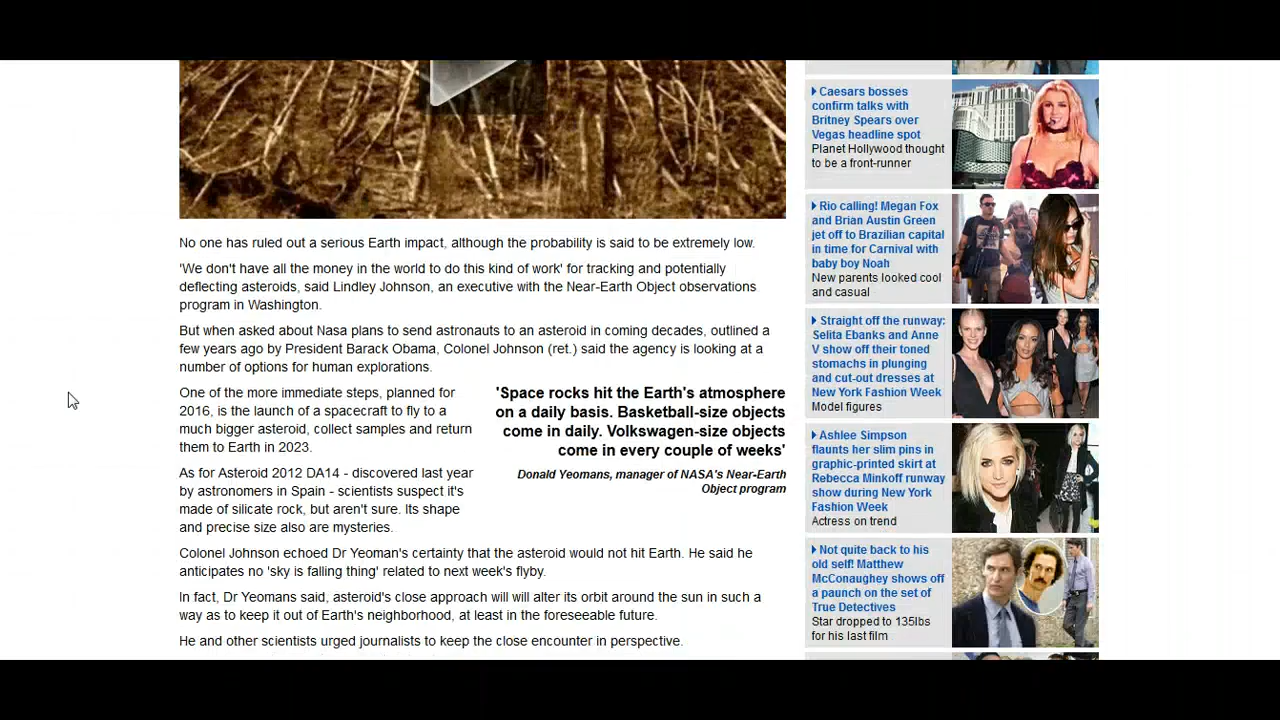 No one has ruled out a serious Earth impact, although the probability is said to be extremely low.
'We don't have all the money in the world to do this kind of work' for tracking and potentially
deflecting asteroids, said Lindley Johnson, an executive with the Near-Earth Object observations
program in Washington.
But when asked about Nasa plans to send astronauts to an asteroid in coming decades, outlined a
few years ago by President Barack Obama, Colonel Johnson (ret.) said the agency is looking at a
number of options for human explorations.
One of the more immediate steps, planned for
2016, is the launch of a spacecraft to fly to a
much bigger asteroid, collect samples and return
them to Earth in 2023.
As for Asteroid 2012 DA14 - discovered last year
by astronomers in Spain - scientists suspect it's
made of silicate rock, but aren't sure. Its shape
and precise size also are mysteries.
'Space rocks hit the Earth's atmosphere
on a daily basis. Basketball-size objects
come in daily. Volkswagen-size objects
come in every couple of weeks'
Donald Yeomans, manager of NASA's Near-Earth
Object program
Colonel Johnson echoed Dr Yeoman's certainty that the asteroid would not hit Earth. He said he
anticipates no 'sky is falling thing' related to next week's flyby.
In fact, Dr Yeomans said, asteroid's close approach will will alter its orbit around the sun in such a
way as to keep it out of Earth's neighborhood, at least in the foreseeable future.
He and other scientists urged journalists to keep the close encounter in perspective.
Caesars bosses
confirm talks with
Britney Spears over
Vegas headline spot
Planet Hollywood thought
to be a front-runner
Rio calling! Megan Fox
and Brian Austin Green
jet off to Brazilian capital
in time for Carnival with
baby boy Noah
New parents looked cool
and casual
Straight off the runway:
Selita Ebanks and Anne
V show off their toned
stomachs in plunging
and cut-out dresses at
New York Fashion Week
Model figures
Ashlee Simpson
flaunts her slim pins in
graphic-printed skirt at
Rebecca Minkoff runway
show during New York
Fashion Week
Actress on trend
Not quite back to his
old self! Matthew
McConaughey shows off
a paunch on the set of
True Detectives
Star dropped to 135lbs
for his last film